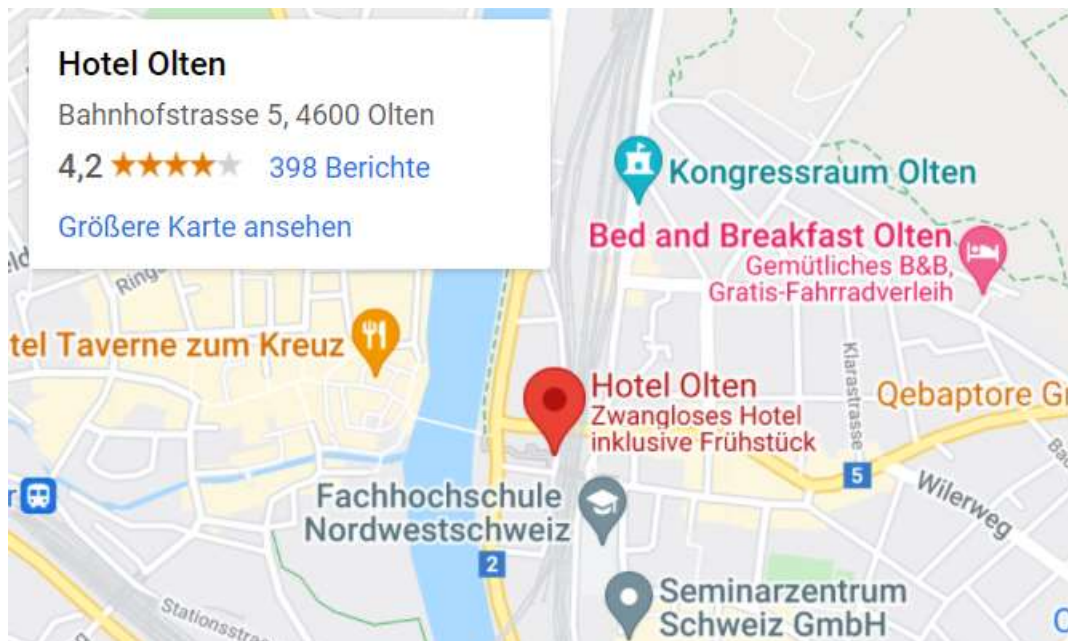 Hotel Olten
Bahnhofstrasse 5, 4600 Olten
4,2 398 Berichte
Größere Karte ansehen
Kongressraum Olten
Bed and Breakfast Olten
Gemütliches B&B,
Gratis-Fahrradverleih
tel Taverne zum Kreuz
Klarastrasse
Hotel Olten
Zwangloses Hotel
inklusive Frühstück
Qebaptore
5
Wilerweg
Fachhochschule
Nordwestschweiz
2
Seminarzentrum
Schweiz GmbH